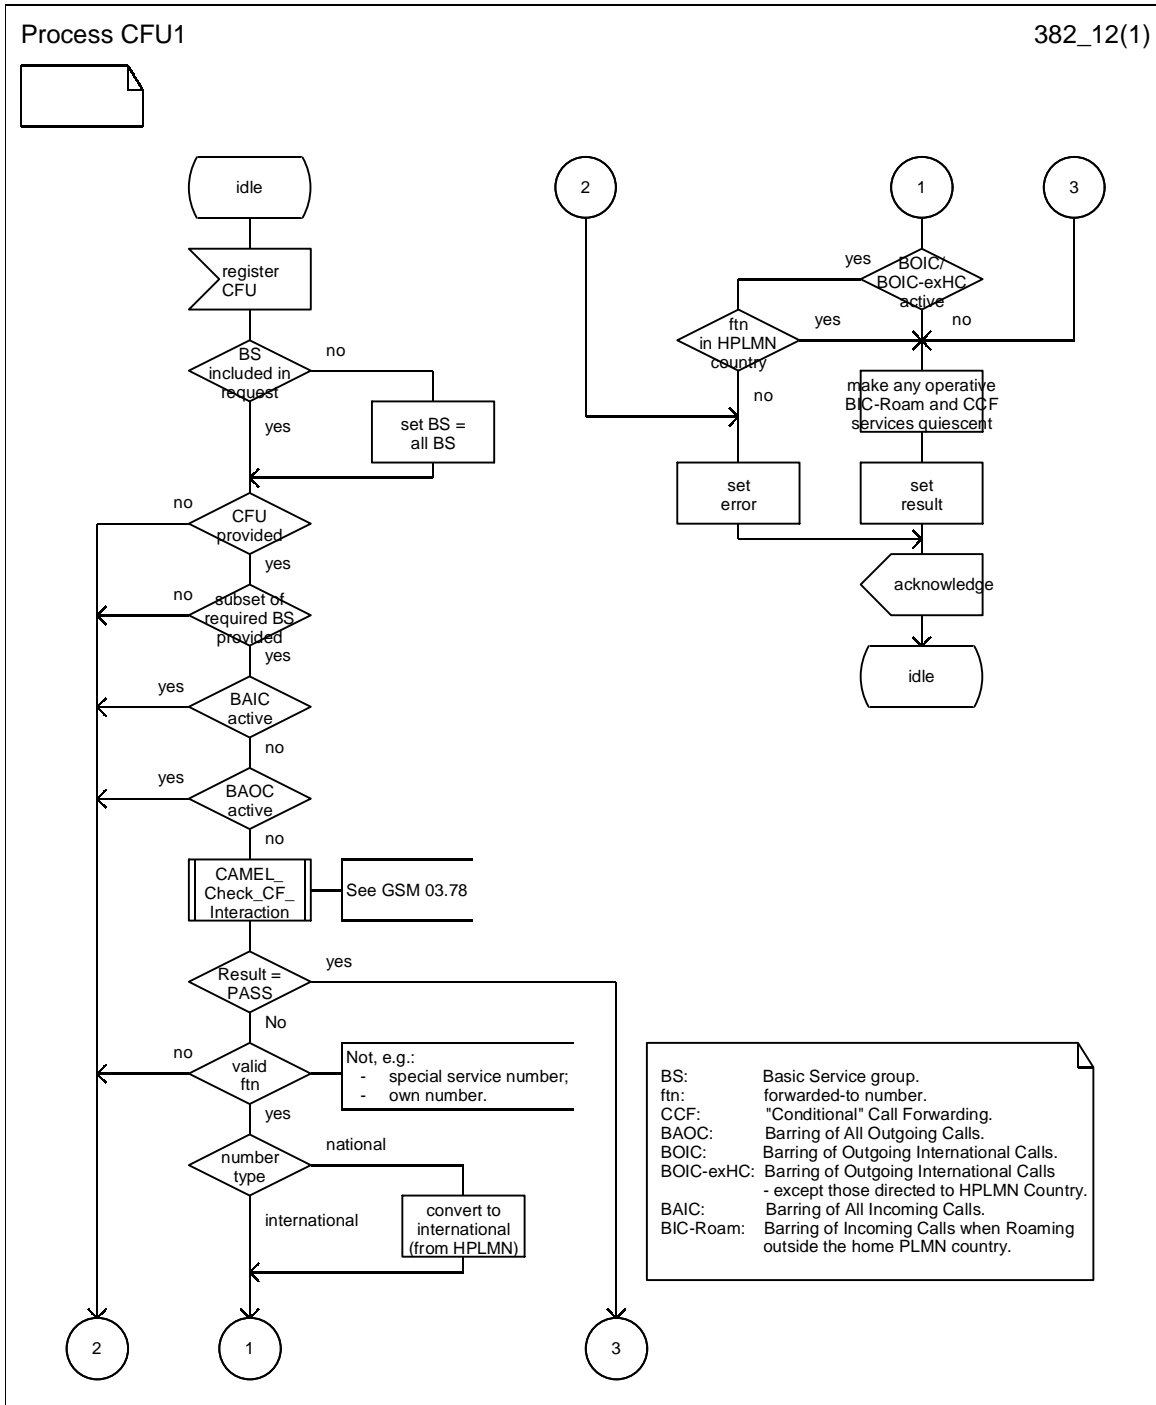 Process CFU1
382_12(1)
idle
register
CFU
BS
included in
request
no
yes
set BS =
all BS
no
CFU
provided
yes
no
subset of
required BS
provided
yes
yes
BAIC
active
no
yes
BAOC
active
no
CAMEL_
Check_CF_
Interaction
See GSM 03.78
Result =
PASS
yes
No
no
valid
ftn
Not, e.g.:
- special service number;
- own number.
yes
number
type
national
international
convert to
international
(from HPLMN)
2
1
3
2
1
3
yes
BOIC/
BOIC-exHC
active
no
ftn
in HPLMN
country
yes
no
make any operative
BIC-Roam and CCF
services quiescent
set
error
set
result
acknowledge
idle
BS: Basic Service group.
ftn: forwarded-to number.
CCF: "Conditional" Call Forwarding.
BAOC: Barring of All Outgoing Calls.
BOIC: Barring of Outgoing International Calls.
BOIC-exHC: Barring of Outgoing International Calls
- except those directed to HPLMN Country.
BAIC: Barring of All Incoming Calls.
BIC-Roam: Barring of Incoming Calls when Roaming
outside the home PLMN country.